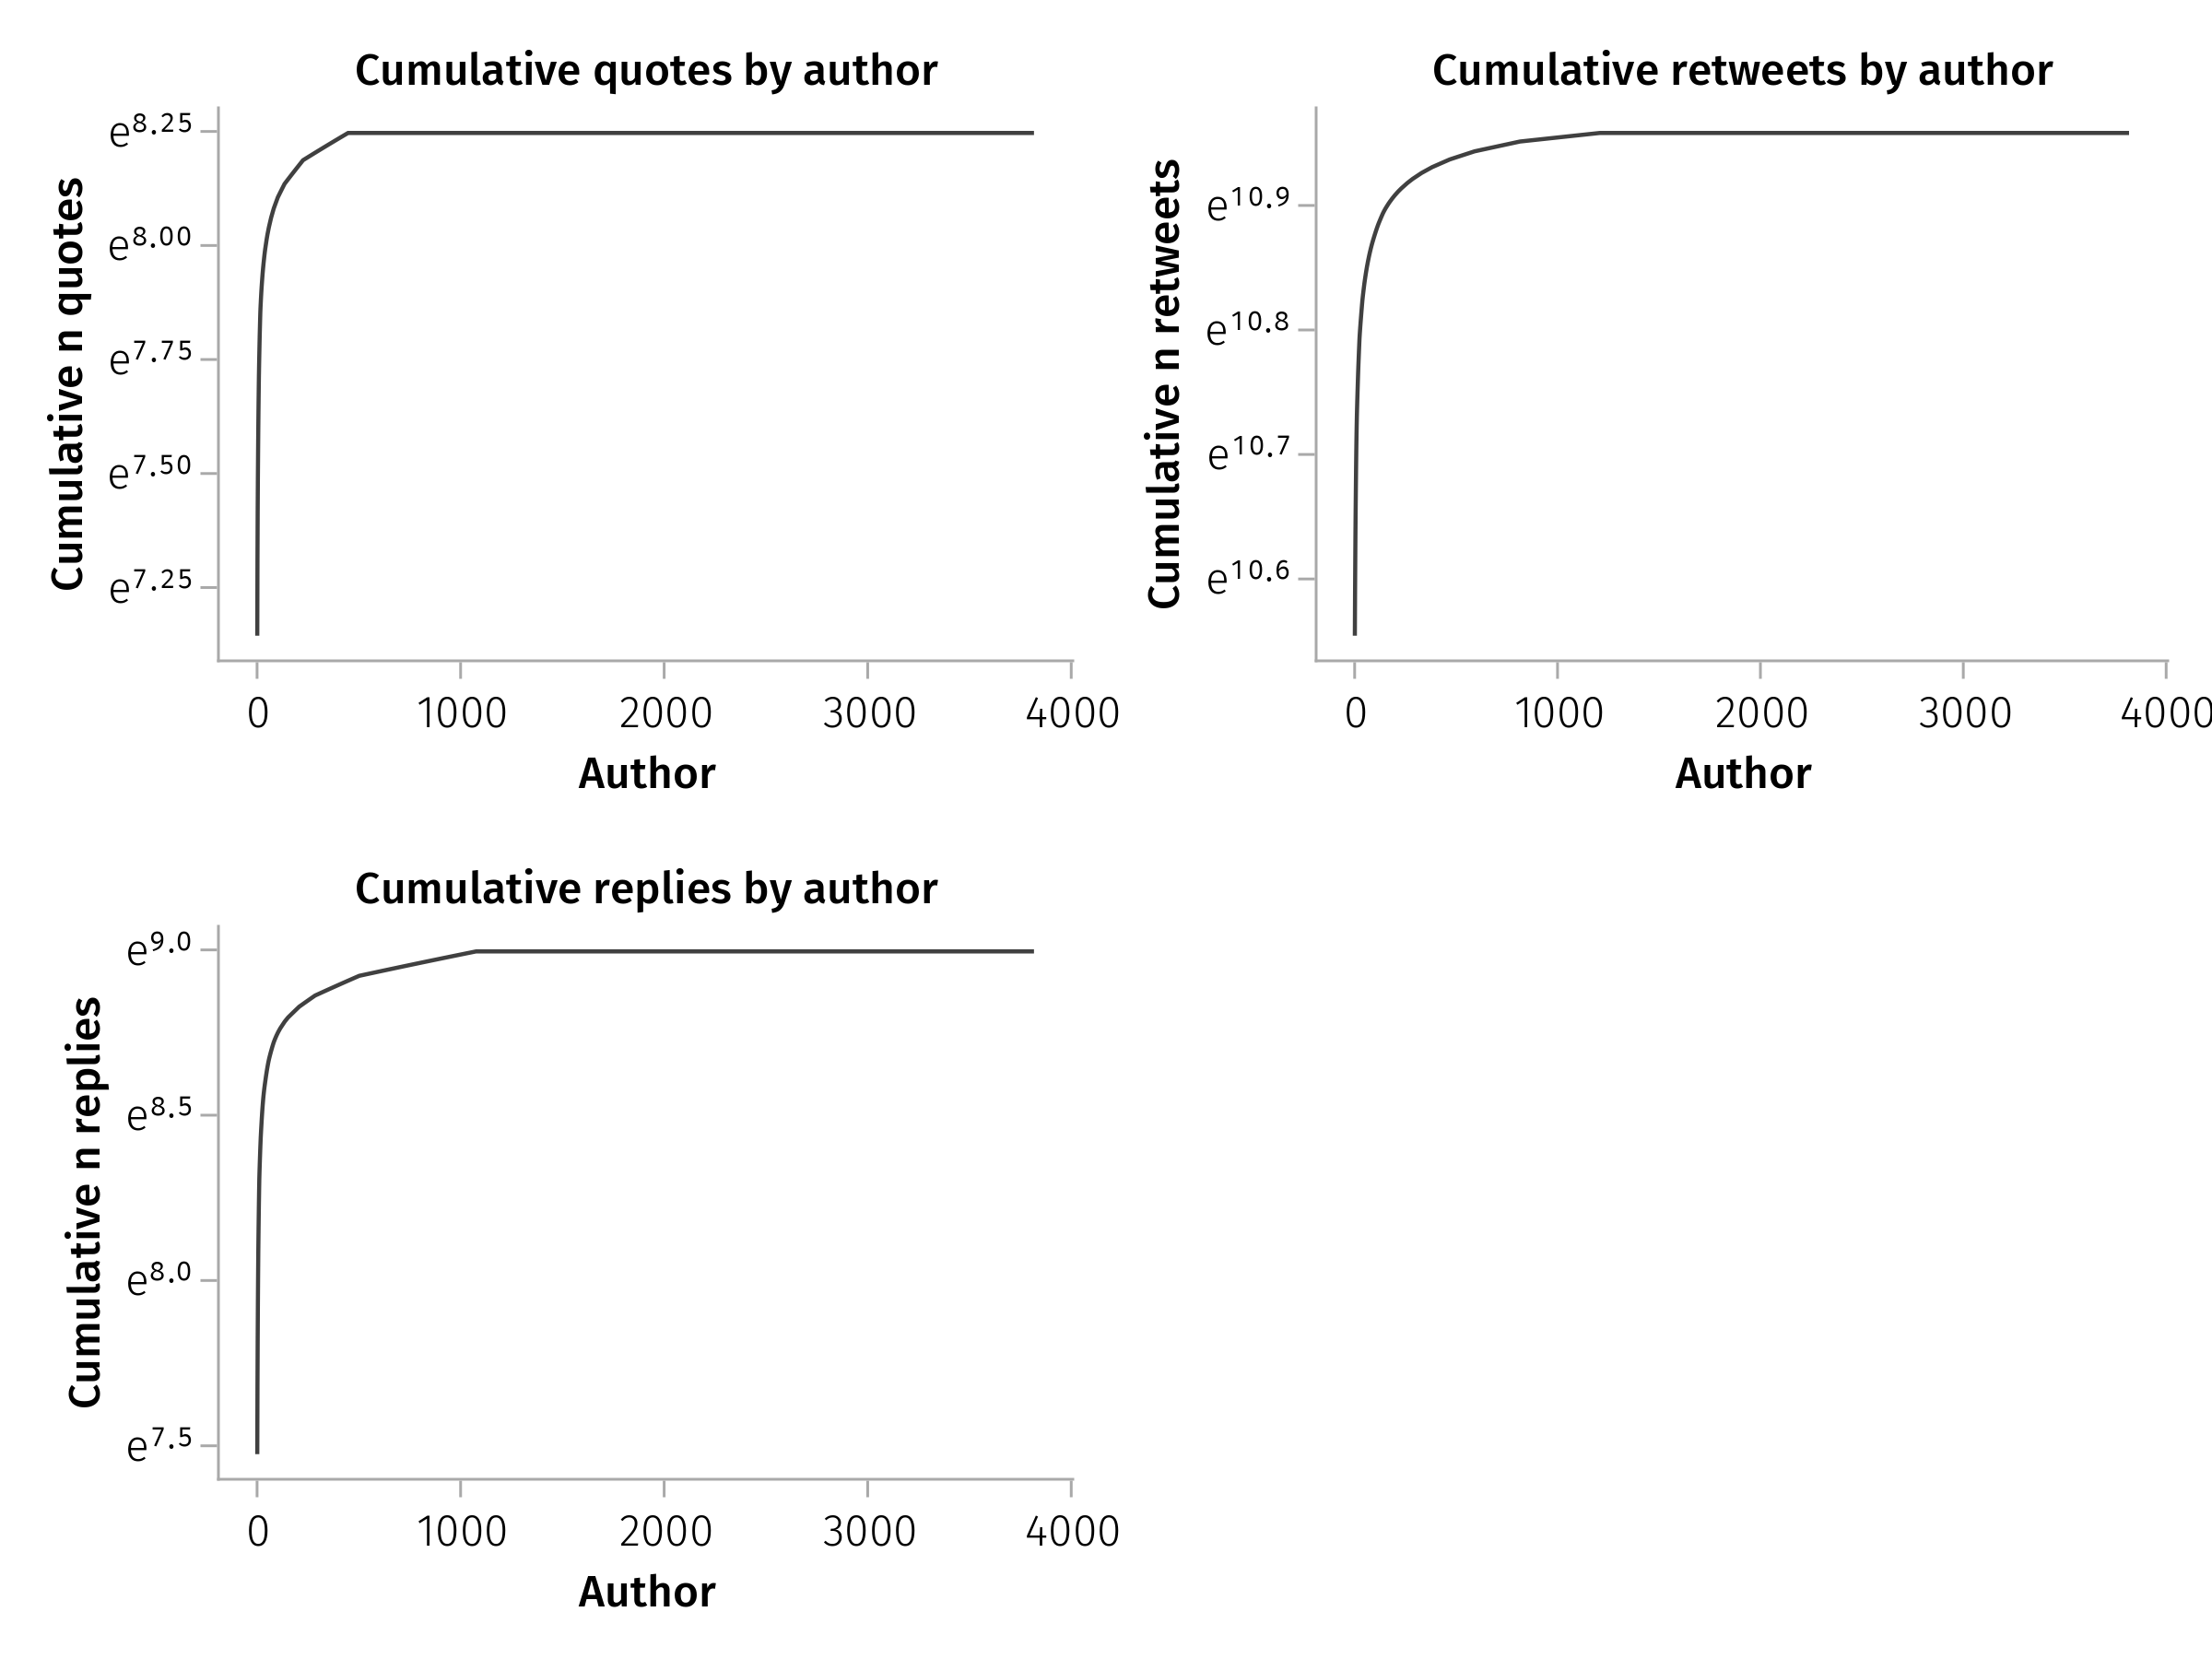 Cumulative quotes by author
Cumulative n quotes
e8.25
e8.00
e7.75
e7.50
e7.25
0 1000 2000 3000 4000
Author
Cumulative retweets by author
Cumulative n retweets
e10.9
e10.8
e10.7
e10.6
0 1000 2000 3000 4000
Author
Cumulative replies by author
Cumulative n replies
e9.0
e8.5
e8.0
e7.5
0 1000 2000 3000 4000
Author